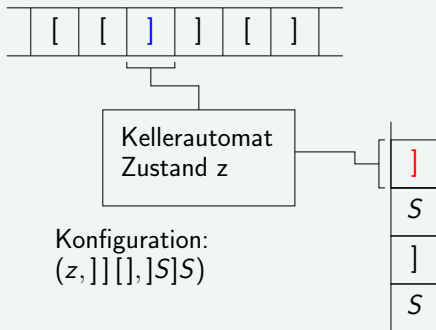 [ [ ] ] [ ]
Kellerautomat
Zustand z
]
S
]
S
Konfiguration:
(z, ]][], ]S]S)